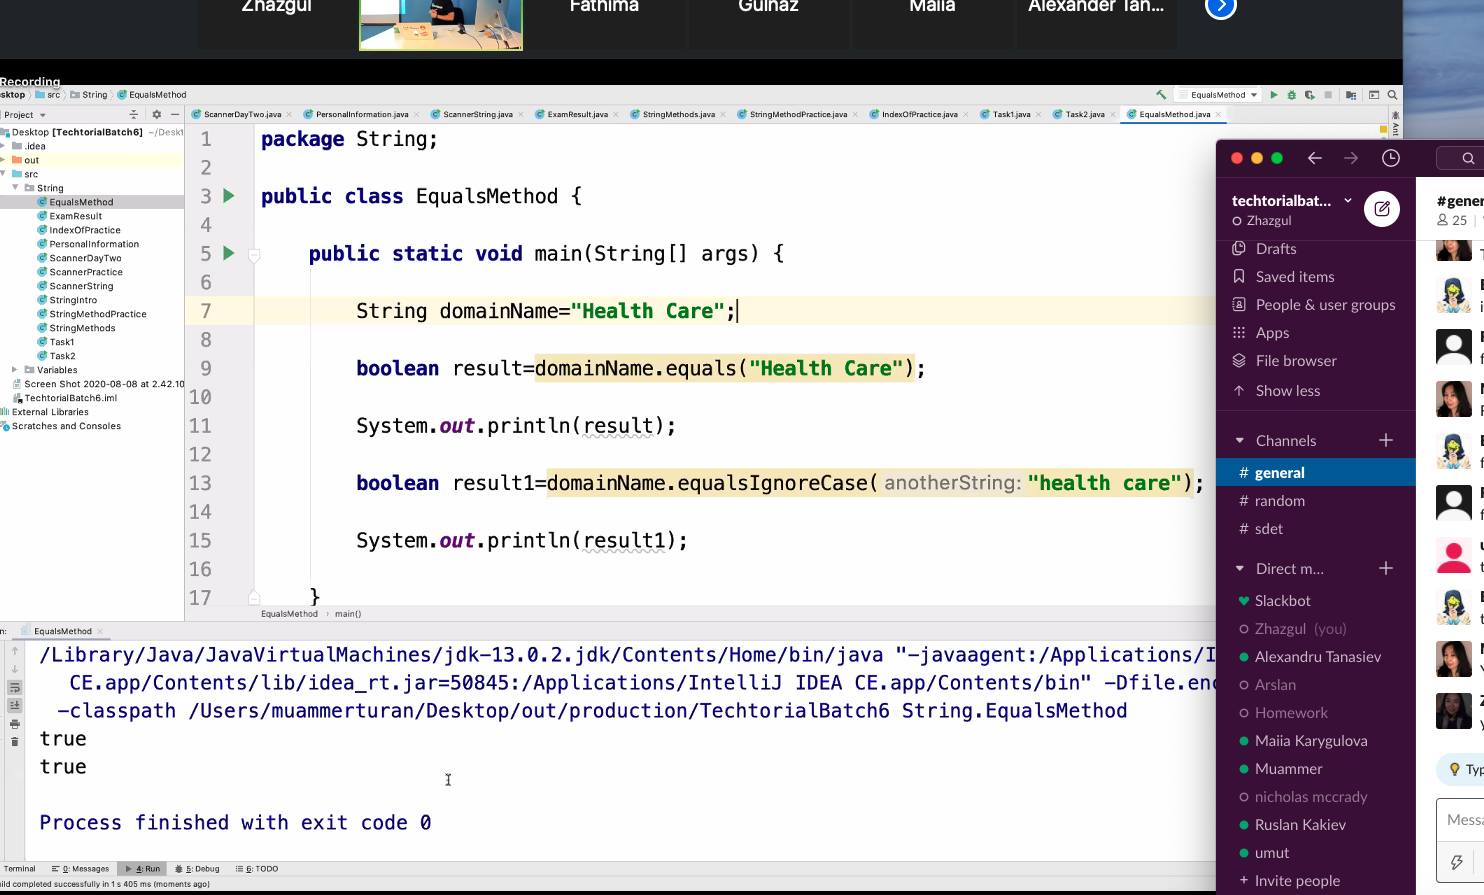 Zhazgul
Fathima
Gulnaz
Maiia
Alexander Tan...
Recording
sktop
src
String
EqualsMethod
EqualsMethod
Project
ScannerDayTwo.java
PersonalInformation.java
ScannerString.java
ExamResult.java
StringMethods.java
StringMethodPractice.java
IndexOfPractice.java
Task1.java
Task2.java
EqualsMethod.java
Ant
Desktop [TechtorialBatch6] ~/Deskt
.idea
out
src
String
EqualsMethod
ExamResult
IndexOfPractice
PersonalInformation
ScannerDayTwo
ScannerPractice
ScannerString
StringIntro
StringMethodPractice
StringMethods
Task1
Task2
Variables
Screen Shot 2020-08-08 at 2.42.10
TechtorialBatch6.iml
External Libraries
Scratches and Consoles
1 package String;
2
3 public class EqualsMethod {
4
5 public static void main(String[] args) {
6
7 String domainName="Health Care";
8
9 boolean result=domainName.equals("Health Care");
10
11 System.out.println(result);
12
13 boolean result1=domainName.equalsIgnoreCase( anotherString: "health care");
14
15 System.out.println(result1);
16
17 }
EqualsMethod › main()
n: EqualsMethod
/Library/Java/JavaVirtualMachines/jdk-13.0.2.jdk/Contents/Home/bin/java "-javaagent:/Applications/I
CE.app/Contents/lib/idea_rt.jar=50845:/Applications/IntelliJ IDEA CE.app/Contents/bin" -Dfile.enc
-classpath /Users/muammerturan/Desktop/out/production/TechtorialBatch6 String.EqualsMethod
true
true
Process finished with exit code 0
Terminal
0: Messages
4: Run
5: Debug
6: TODO
ild completed successfully in 1 s 405 ms (moments ago)
techtorialbat...
Zhazgul
Drafts
Saved items
People & user groups
Apps
File browser
Show less
Channels
# general
# random
# sdet
Direct m...
Slackbot
Zhazgul (you)
Alexandru Tanasiev
Arslan
Homework
Maiia Karygulova
Muammer
nicholas mccrady
Ruslan Kakiev
umut
+ Invite people
#gener
25
Typ
Messa